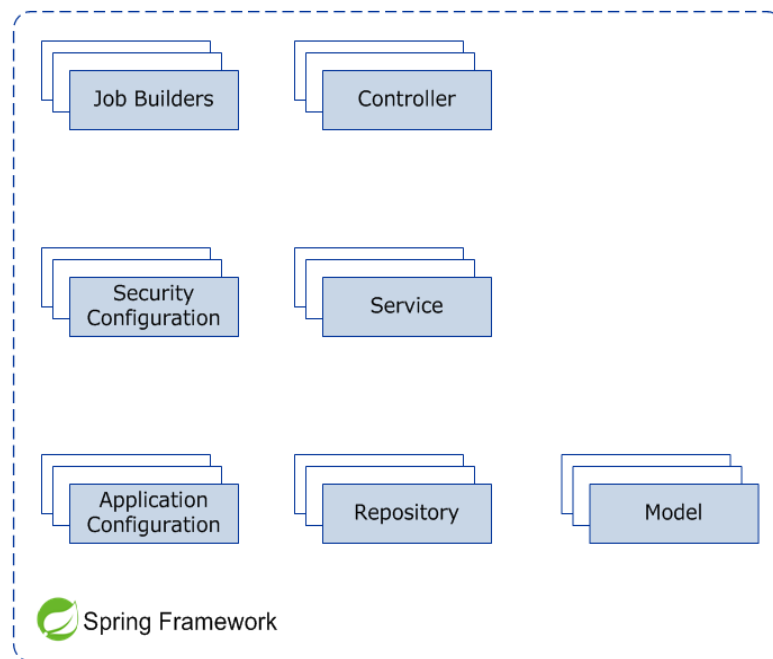 Job Builders
Controller
Security
Configuration
Service
Application
Configuration
Repository
Model
Spring Framework